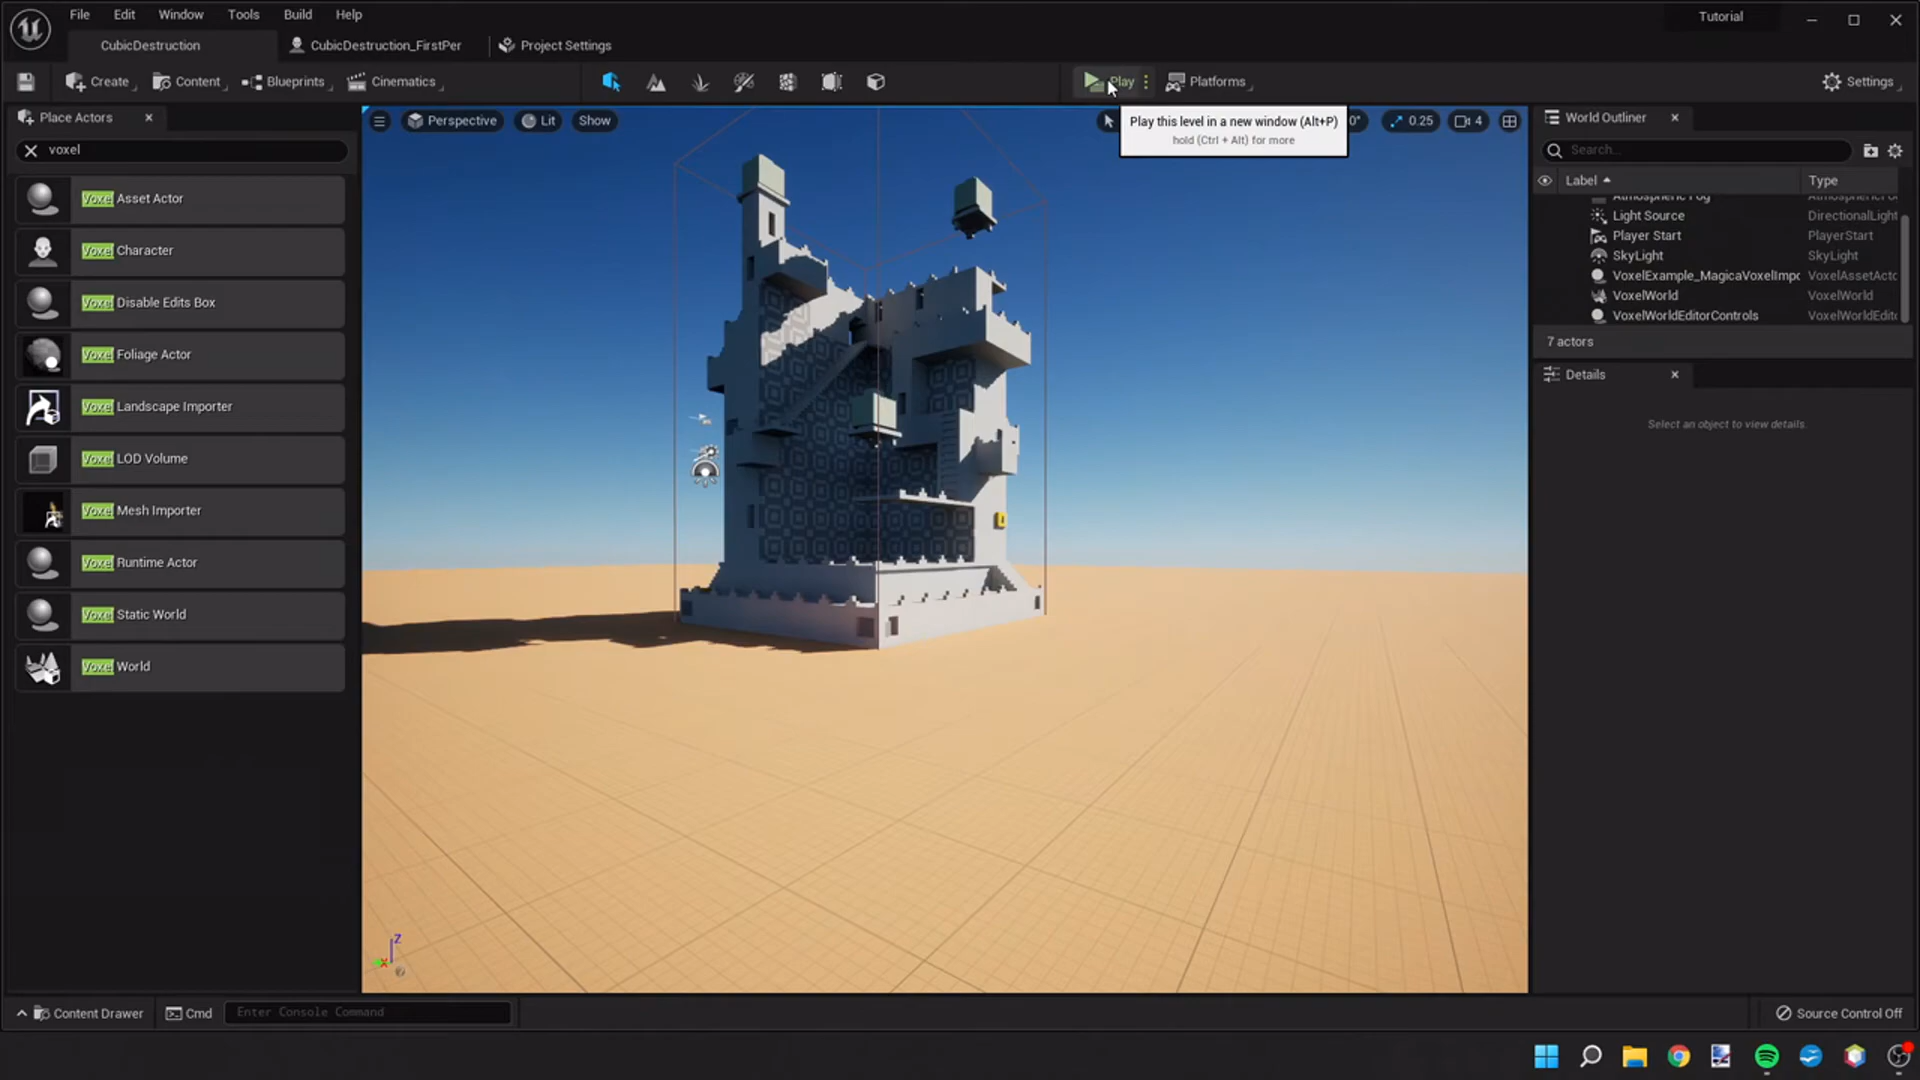 File Edit Window Tools Build Help
Tutorial
CubicDestruction
CubicDestruction_FirstPer
Project Settings
Create
Content
Blueprints
Cinematics
Play
Platforms
Settings
Place Actors
voxel
Voxel Asset Actor
Voxel Character
Voxel Disable Edits Box
Voxel Foliage Actor
Voxel Landscape Importer
Voxel LOD Volume
Voxel Mesh Importer
Voxel Runtime Actor
Voxel Static World
Voxel World
Perspective Lit Show
Play this level in a new window (Alt+P)
hold (Ctrl + Alt) for more
0° 0.25 4
World Outliner
Search...
Label Type
Light Source DirectionalLight
Player Start PlayerStart
SkyLight SkyLight
VoxelExample_MagicaVoxelImpo VoxelAssetActo
VoxelWorld VoxelWorld
VoxelWorldEditorControls VoxelWorldEdito
7 actors
Details
Select an object to view details.
Z
Content Drawer
Cmd
Enter Console Command
Source Control Off